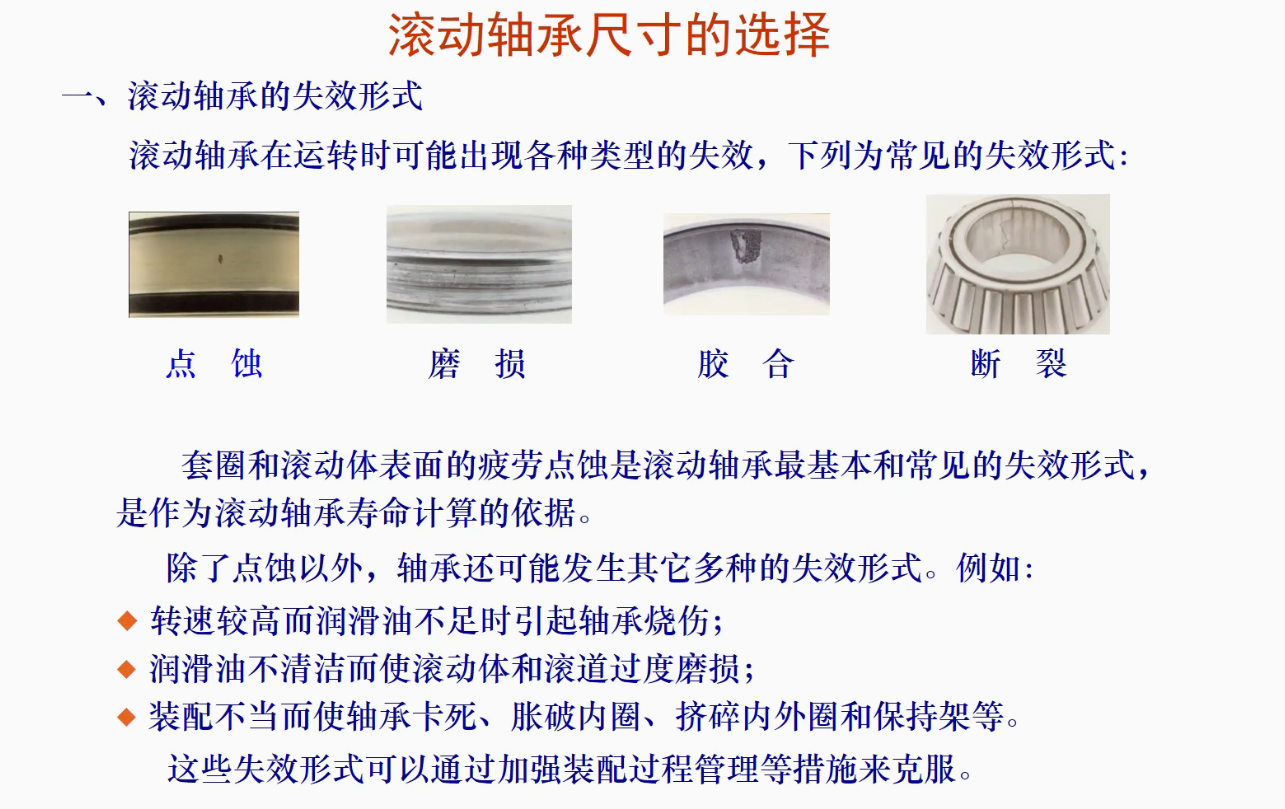 滚动轴承尺寸的选择
一、滚动轴承的失效形式
滚动轴承在运转时可能出现各种类型的失效，下列为常见的失效形式：
点 蚀
磨 损
胶 合
断 裂
套圈和滚动体表面的疲劳点蚀是滚动轴承最基本和常见的失效形式，
是作为滚动轴承寿命计算的依据。
除了点蚀以外，轴承还可能发生其它多种的失效形式。例如：
◆ 转速较高而润滑油不足时引起轴承烧伤；
◆ 润滑油不清洁而使滚动体和滚道过度磨损；
◆ 装配不当而使轴承卡死、胀破内圈、挤碎内外圈和保持架等。
这些失效形式可以通过加强装配过程管理等措施来克服。